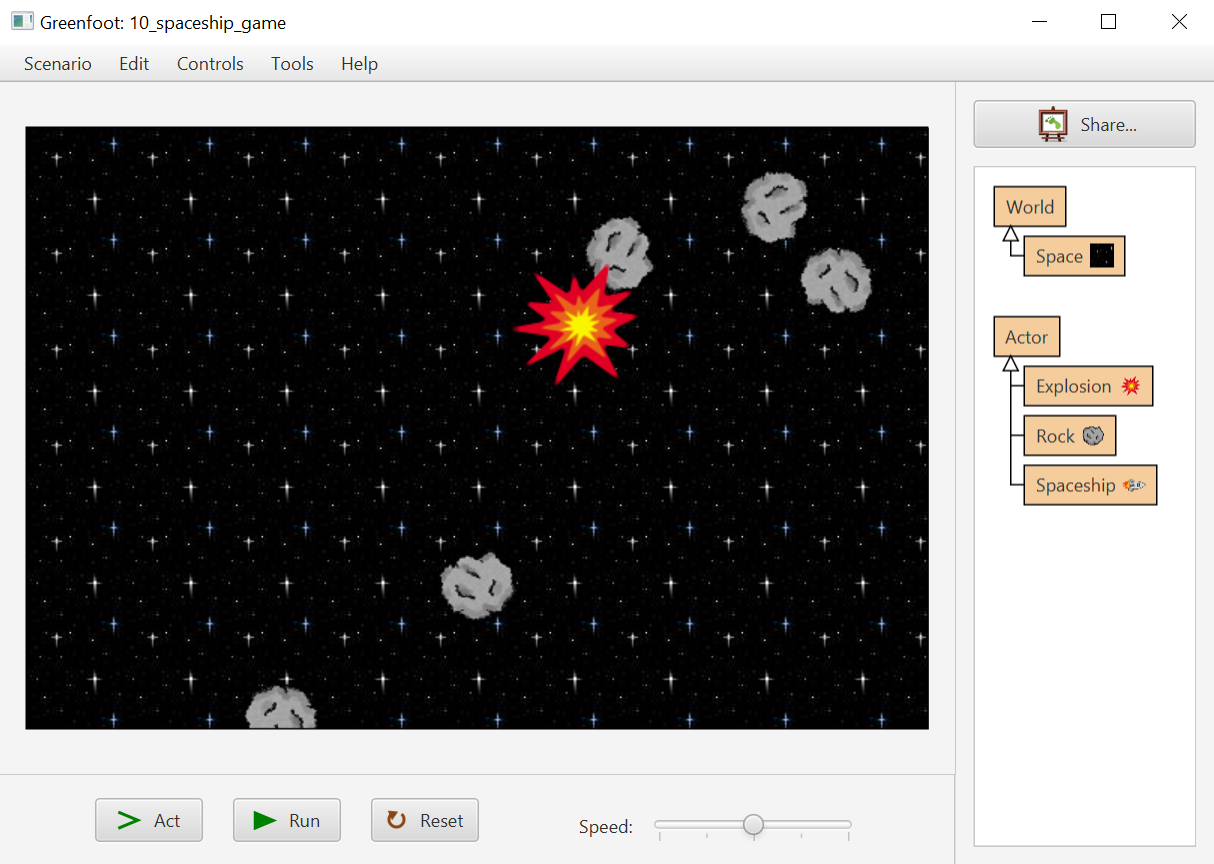 Greenfoot: 10_spaceship_game
Scenario Edit Controls Tools Help
Share...
World
Space
Actor
Explosion
Rock
Spaceship
Act Run Reset Speed: